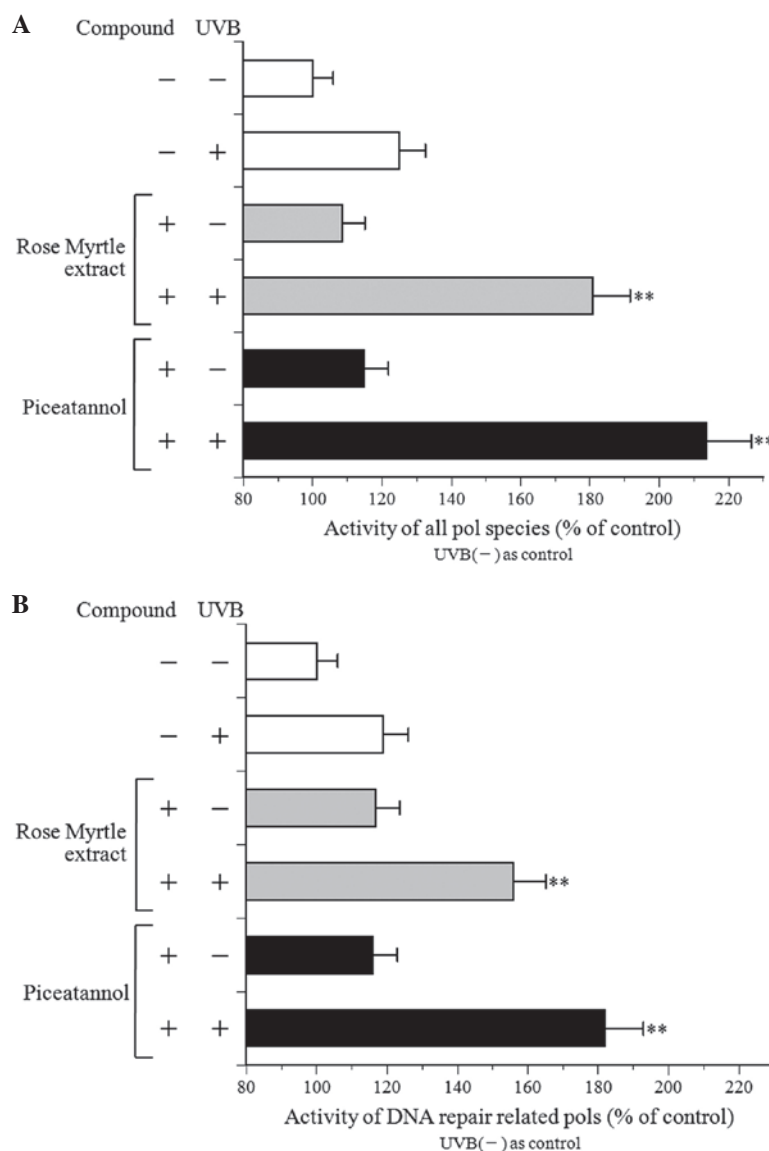 A
Compound UVB
− −
− +
Rose Myrtle
extract
+ −
+ +
Piceatannol
+ −
+ +
**
**
80 100 120 140 160 180 200 220
Activity of all pol species (% of control)
UVB(−) as control
B
Compound UVB
− −
− +
Rose Myrtle
extract
+ −
+ +
Piceatannol
+ −
+ +
**
**
80 100 120 140 160 180 200 220
Activity of DNA repair related pols (% of control)
UVB(−) as control